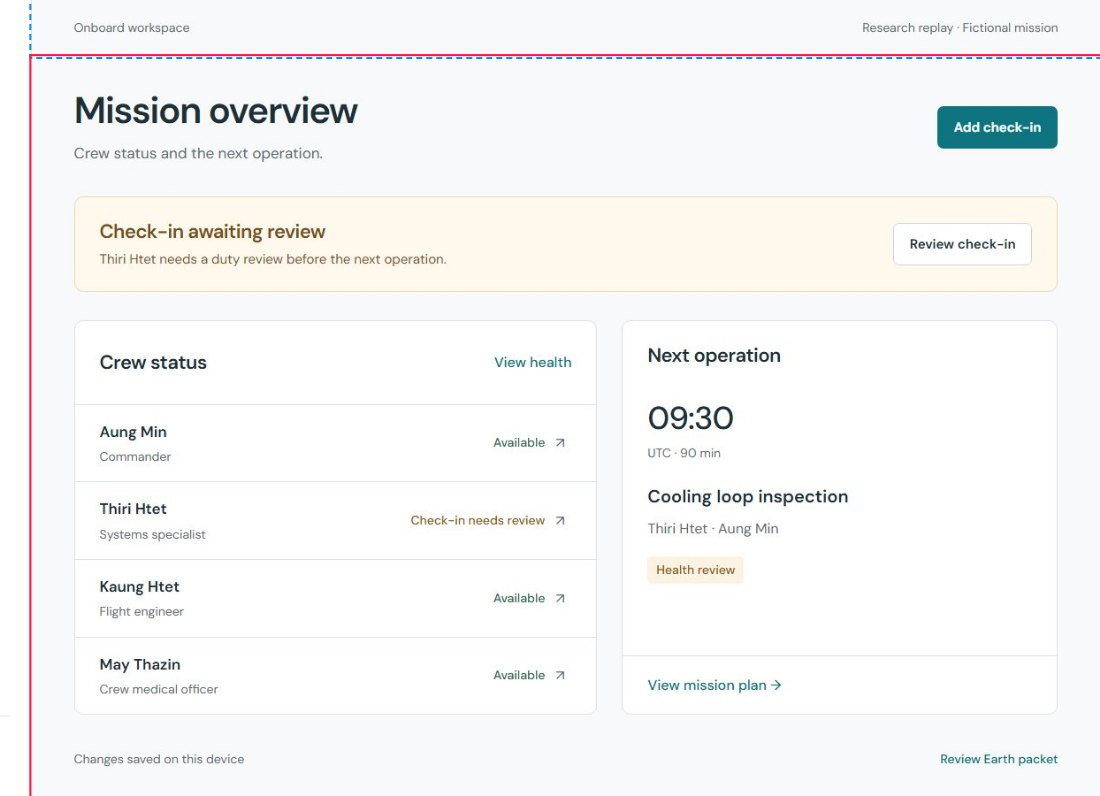 Onboard workspace
Research replay · Fictional mission
Mission overview
Crew status and the next operation.
Add check-in
Check-in awaiting review
Thiri Htet needs a duty review before the next operation.
Review check-in
Crew status
View health
Aung Min
Commander
Available ↗
Thiri Htet
Systems specialist
Check-in needs review ↗
Kaung Htet
Flight engineer
Available ↗
May Thazin
Crew medical officer
Available ↗
Next operation
09:30
UTC · 90 min
Cooling loop inspection
Thiri Htet · Aung Min
Health review
View mission plan →
Changes saved on this device
Review Earth packet